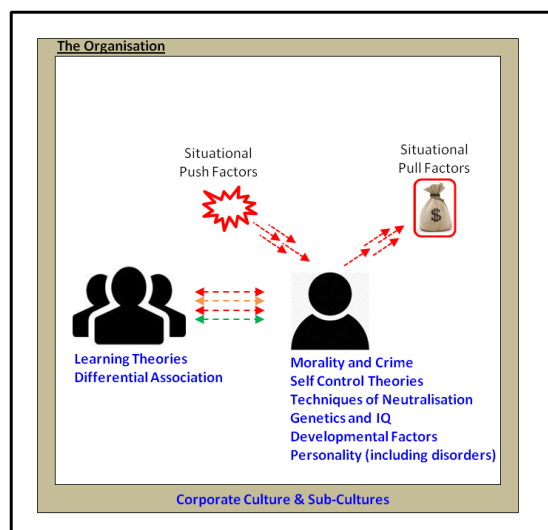 The Organisation
Situational
Push Factors
Situational
Pull Factors
$
Learning Theories
Differential Association
Morality and Crime
Self Control Theories
Techniques of Neutralisation
Genetics and IQ
Developmental Factors
Personality (including disorders)
Corporate Culture & Sub-Cultures